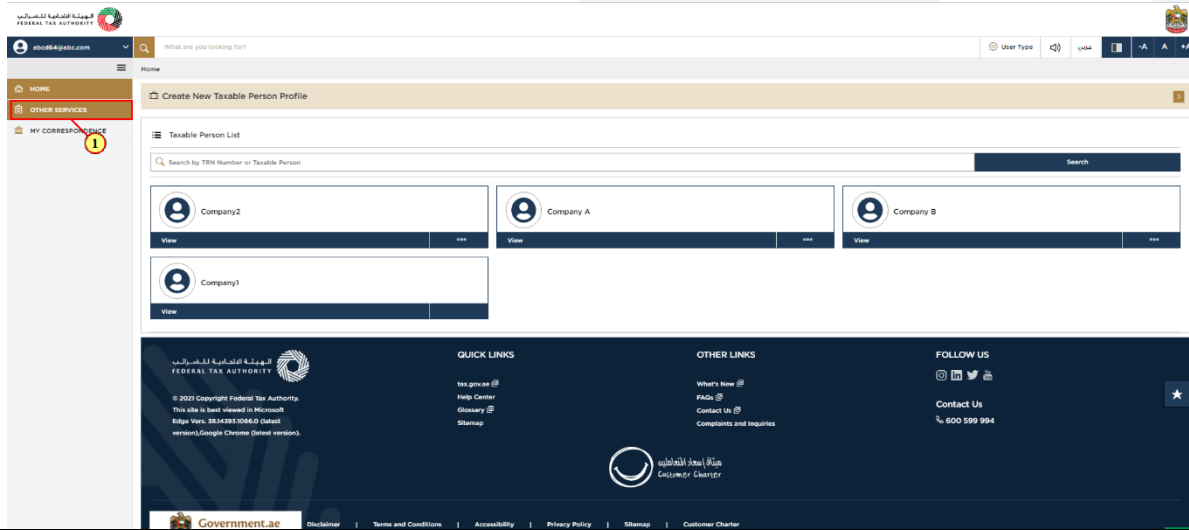 الهيئة الاتحادية للضرائب
FEDERAL TAX AUTHORITY
abcd64@abc.com
What are you looking for?
User Type
عربي
-A
A
+A
Home
HOME
OTHER SERVICES
MY CORRESPONDENCE
1
Create New Taxable Person Profile
Taxable Person List
Search by TRN Number or Taxable Person
Search
Company2
View
Company A
View
Company B
View
Company1
View
الهيئة الاتحادية للضرائب
FEDERAL TAX AUTHORITY
© 2021 Copyright Federal Tax Authority.
This site is best viewed in Microsoft
Edge Vers. 38.14393.1066.0 (latest
version),Google Chrome (latest version).
QUICK LINKS
tax.gov.ae
Help Center
Glossary
Sitemap
OTHER LINKS
What's New
FAQs
Contact Us
Complaints and Inquiries
FOLLOW US
Contact Us
600 599 994
ميثاق إسعاد المتعاملين
Customer Charter
Government.ae
Disclaimer | Terms and Conditions | Accessibility | Privacy Policy | Sitemap | Customer Charter